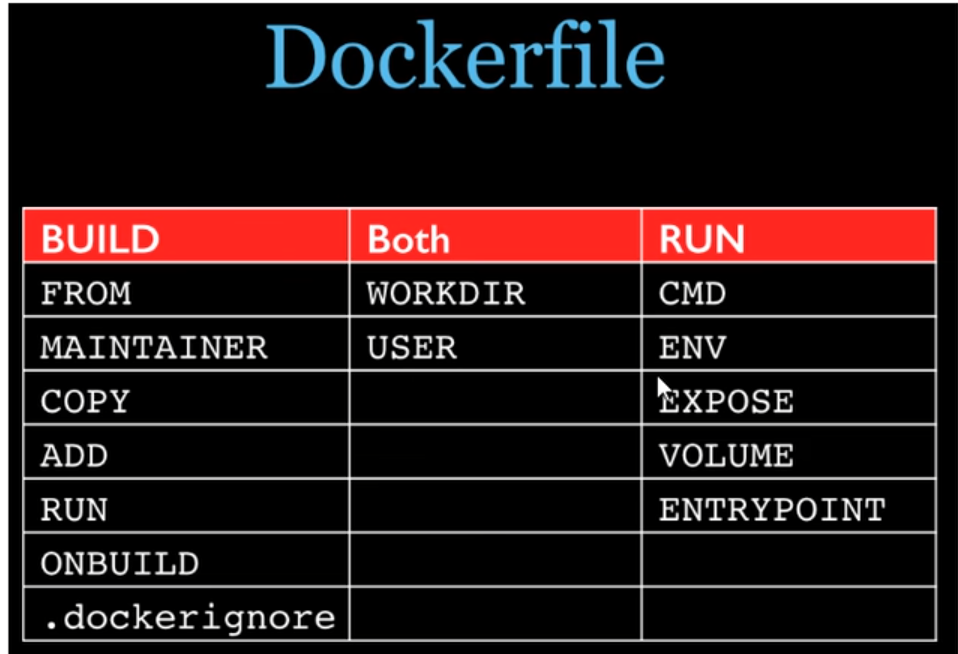 Dockerfile
BUILD Both RUN
FROM WORKDIR CMD
MAINTAINER USER ENV
COPY EXPOSE
ADD VOLUME
RUN ENTRYPOINT
ONBUILD
.dockerignore